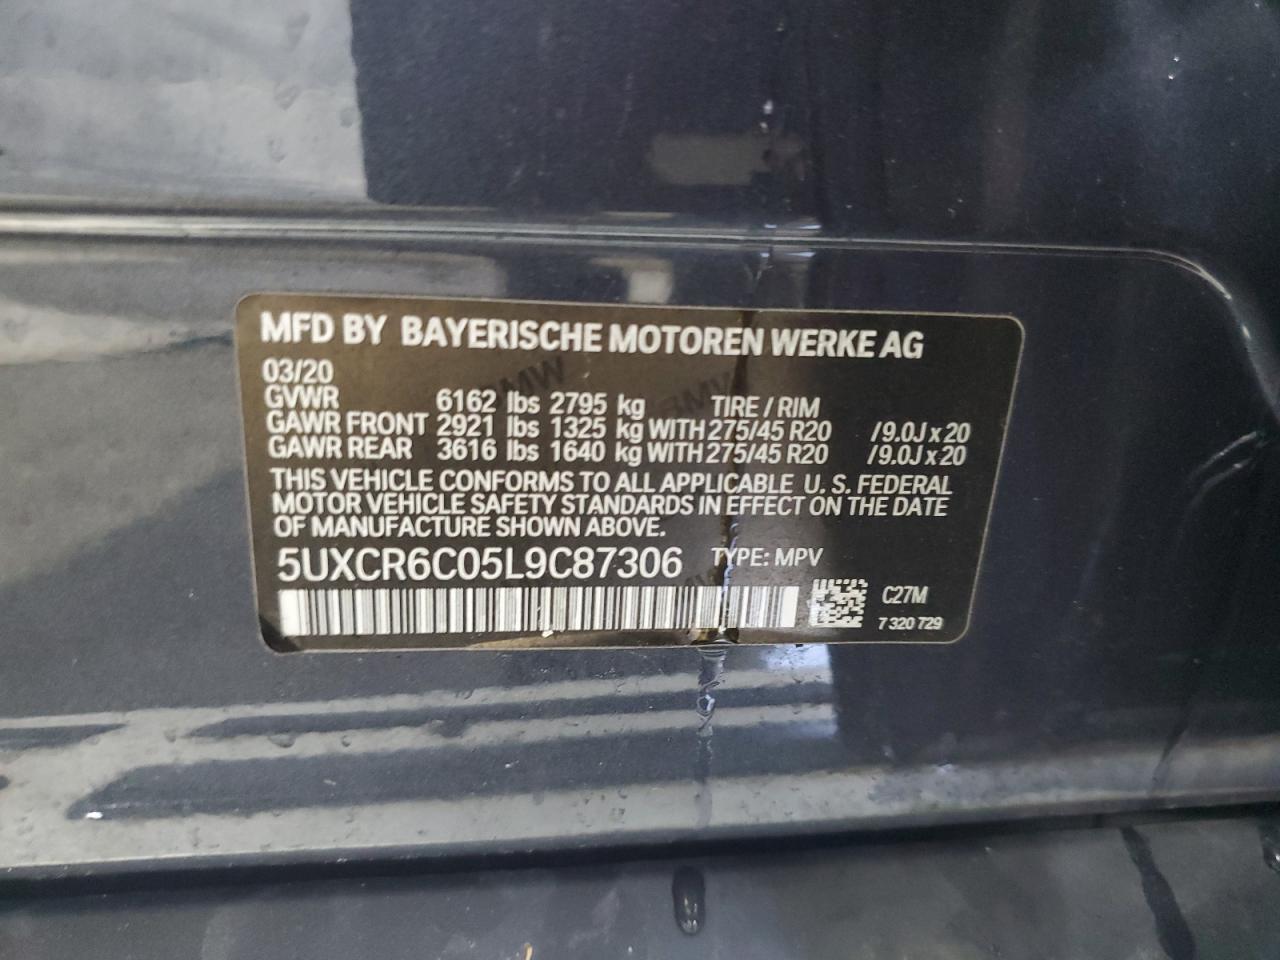 MFD BY BAYERISCHE MOTOREN WERKE AG
03/20
GVWR 6162 lbs 2795 kg TIRE / RIM
GAWR FRONT 2921 lbs 1325 kg WITH 275/45 R20 /9.0J x 20
GAWR REAR 3616 lbs 1640 kg WITH 275/45 R20 /9.0J x 20
THIS VEHICLE CONFORMS TO ALL APPLICABLE U. S. FEDERAL
MOTOR VEHICLE SAFETY STANDARDS IN EFFECT ON THE DATE
OF MANUFACTURE SHOWN ABOVE.
5UXCR6C05L9C87306 TYPE: MPV
C27M
7 320 729